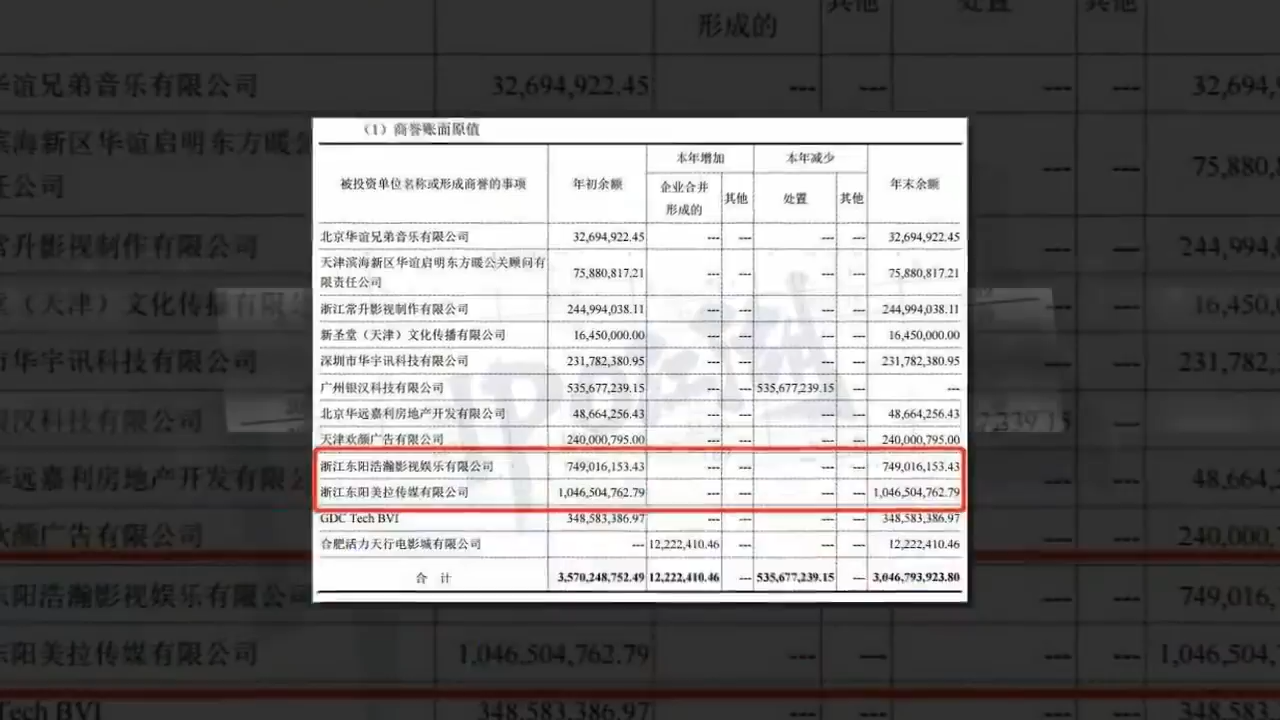 （1）商誉账面原值
被投资单位名称或形成商誉的事项 年初余额 本年增加 本年减少 年末余额
企业合并形成的 其他 处置 其他
北京华谊兄弟音乐有限公司 32,694,922.45 --- --- --- --- 32,694,922.45
天津滨海新区华谊启明东方暖公关顾问有
限责任公司 75,880,817.21 --- --- --- --- 75,880,817.21
浙江常升影视制作有限公司 244,994,038.11 --- --- --- --- 244,994,038.11
新圣堂（天津）文化传播有限公司 16,450,000.00 --- --- --- --- 16,450,000.00
深圳市华宇讯科技有限公司 231,782,380.95 --- --- --- --- 231,782,380.95
广州银汉科技有限公司 535,677,239.15 --- --- 535,677,239.15 --- ---
北京华远嘉利房地产开发有限公司 48,664,256.43 --- --- --- --- 48,664,256.43
天津欢颜广告有限公司 240,000,795.00 --- --- --- --- 240,000,795.00
浙江东阳浩瀚影视娱乐有限公司 749,016,153.43 --- --- --- --- 749,016,153.43
浙江东阳美拉传媒有限公司 1,046,504,762.79 --- --- --- --- 1,046,504,762.79
GDC Tech BVI 348,583,386.97 --- --- --- --- 348,583,386.97
合肥活力天行电影城有限公司 --- 12,222,410.46 --- --- --- 12,222,410.46
合 计 3,570,248,752.49 12,222,410.46 --- 535,677,239.15 --- 3,046,793,923.80